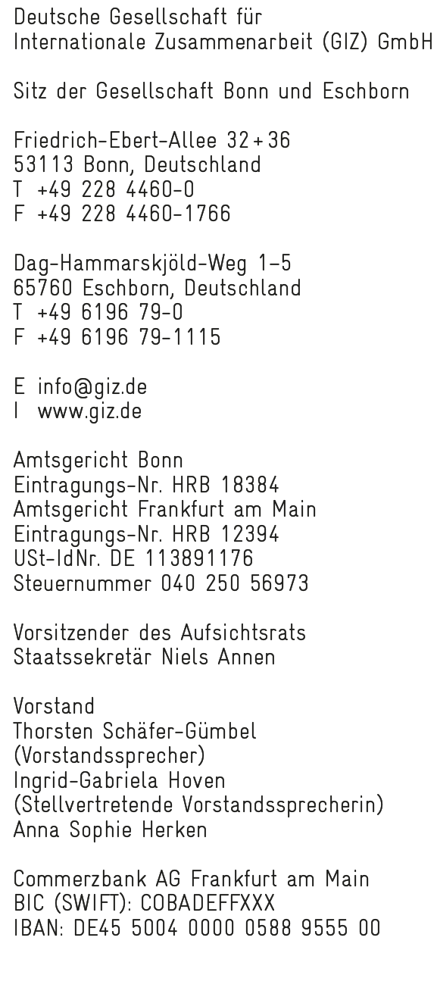 Deutsche Gesellschaft für
Internationale Zusammenarbeit (GIZ) GmbH
Sitz der Gesellschaft Bonn und Eschborn
Friedrich-Ebert-Allee 32+36
53113 Bonn, Deutschland
T +49 228 4460-0
F +49 228 4460-1766
Dag-Hammarskjöld-Weg 1–5
65760 Eschborn, Deutschland
T +49 6196 79-0
F +49 6196 79-1115
E info@giz.de
I www.giz.de
Amtsgericht Bonn
Eintragungs-Nr. HRB 18384
Amtsgericht Frankfurt am Main
Eintragungs-Nr. HRB 12394
USt-IdNr. DE 113891176
Steuernummer 040 250 56973
Vorsitzender des Aufsichtsrats
Staatssekretär Niels Annen
Vorstand
Thorsten Schäfer-Gümbel
(Vorstandssprecher)
Ingrid-Gabriela Hoven
(Stellvertretende Vorstandssprecherin)
Anna Sophie Herken
Commerzbank AG Frankfurt am Main
BIC (SWIFT): COBADEFFXXX
IBAN: DE45 5004 0000 0588 9555 00